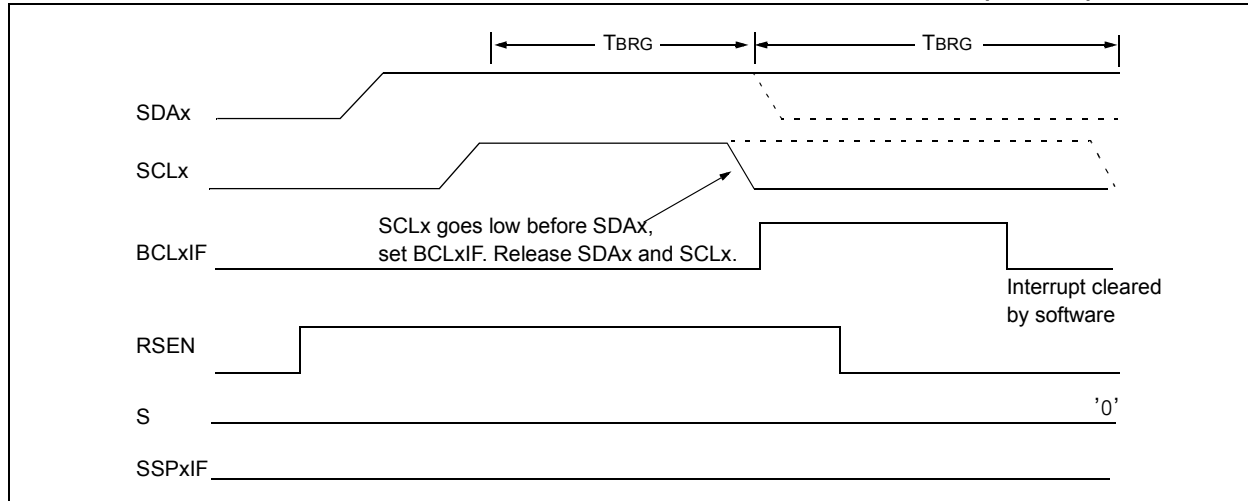 TBRG
TBRG
SDAx
SCLx
SCLx goes low before SDAx,
set BCLxIF. Release SDAx and SCLx.
BCLxIF
Interrupt cleared
by software
RSEN
S
'0'
SSPxIF